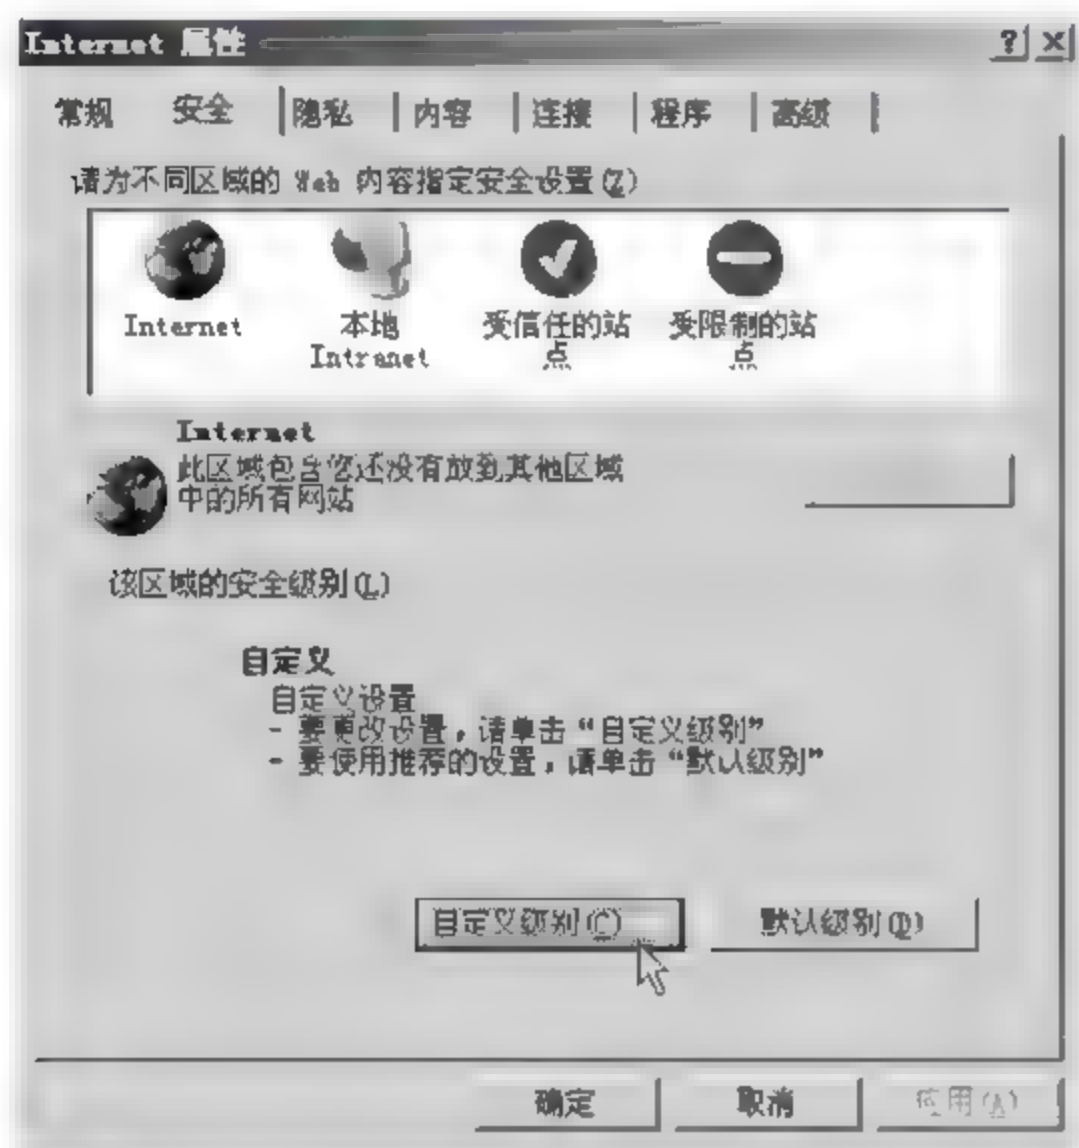 Internet 属性
常规 安全 隐私 内容 连接 程序 高级
请为不同区域的 Web 内容指定安全设置(Z)
Internet 本地 Intranet 受信任的站点 受限制的站点
Internet
此区域包含您还没有放到其他区域
中的所有网站
该区域的安全级别(L)
自定义
自定义设置
- 要更改设置，请单击“自定义级别”
- 要使用推荐的设置，请单击“默认级别”
自定义级别(C)... 默认级别(D)
确定 取消 应用(A)